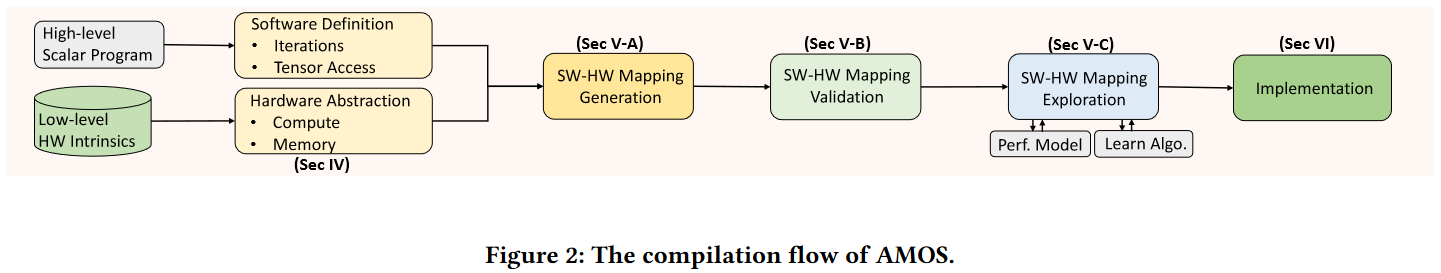 High-level
Scalar Program
Software Definition
• Iterations
• Tensor Access
Low-level
HW Intrinsics
Hardware Abstraction
• Compute
• Memory
(Sec IV)
(Sec V-A)
SW-HW Mapping
Generation
(Sec V-B)
SW-HW Mapping
Validation
(Sec V-C)
SW-HW Mapping
Exploration
Perf. Model
Learn Algo.
(Sec VI)
Implementation
Figure 2: The compilation flow of AMOS.